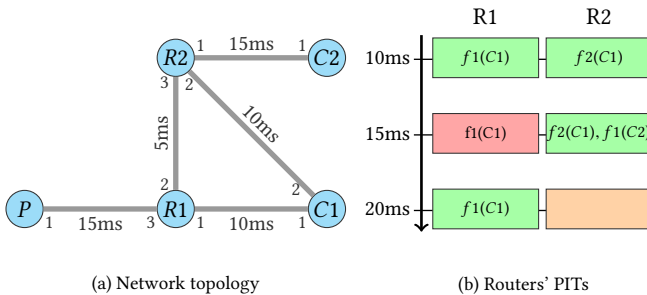 R1 R2
R2 1 15ms 1 C2
3 2
10ms
5ms
2 2
P 1 15ms 3 R1 1 10ms 1 C1
(a) Network topology
10ms f1(C1) f2(C1)
15ms f1(C1) f2(C1), f1(C2)
20ms f1(C1)
(b) Routers' PITs